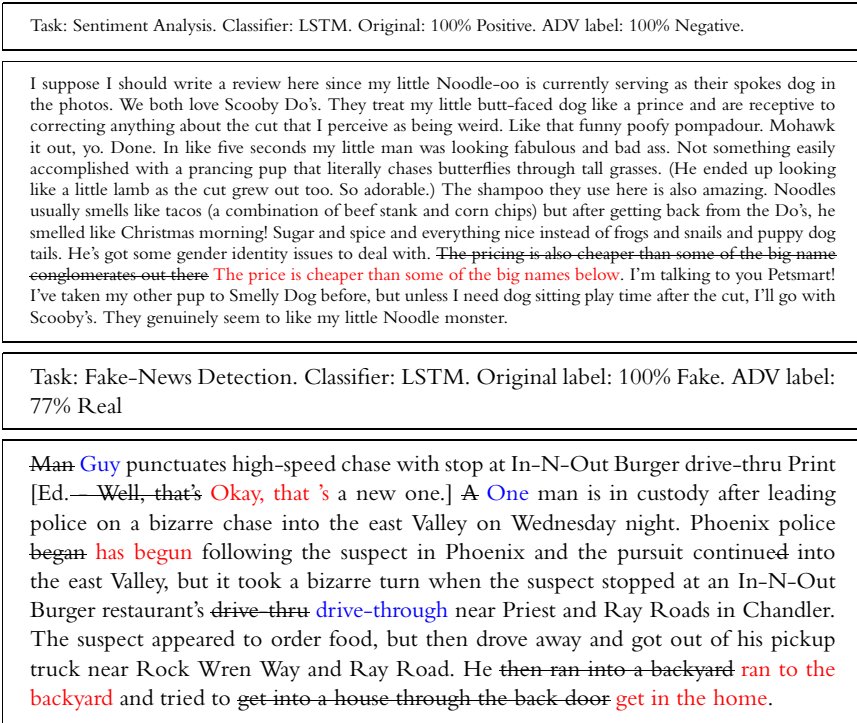 Task: Sentiment Analysis. Classifier: LSTM. Original: 100% Positive. ADV label: 100% Negative.
I suppose I should write a review here since my little Noodle-oo is currently serving as their spokes dog in
the photos. We both love Scooby Do's. They treat my little butt-faced dog like a prince and are receptive to
correcting anything about the cut that I perceive as being weird. Like that funny poofy pompadour. Mohawk
it out, yo. Done. In like five seconds my little man was looking fabulous and bad ass. Not something easily
accomplished with a prancing pup that literally chases butterflies through tall grasses. (He ended up looking
like a little lamb as the cut grew out too. So adorable.) The shampoo they use here is also amazing. Noodles
usually smells like tacos (a combination of beef stank and corn chips) but after getting back from the Do's, he
smelled like Christmas morning! Sugar and spice and everything nice instead of frogs and snails and puppy dog
tails. He's got some gender identity issues to deal with. The pricing is also cheaper than some of the big name
conglomerates out there The price is cheaper than some of the big names below. I'm talking to you Petsmart!
I've taken my other pup to Smelly Dog before, but unless I need dog sitting play time after the cut, I'll go with
Scooby's. They genuinely seem to like my little Noodle monster.
Task: Fake-News Detection. Classifier: LSTM. Original label: 100% Fake. ADV label:
77% Real
Man Guy punctuates high-speed chase with stop at In-N-Out Burger drive-thru Print
[Ed. – Well, that's Okay, that 's a new one.] A One man is in custody after leading
police on a bizarre chase into the east Valley on Wednesday night. Phoenix police
began has begun following the suspect in Phoenix and the pursuit continued into
the east Valley, but it took a bizarre turn when the suspect stopped at an In-N-Out
Burger restaurant's drive-thru drive-through near Priest and Ray Roads in Chandler.
The suspect appeared to order food, but then drove away and got out of his pickup
truck near Rock Wren Way and Ray Road. He then ran into a backyard ran to the
backyard and tried to get into a house through the back door get in the home.